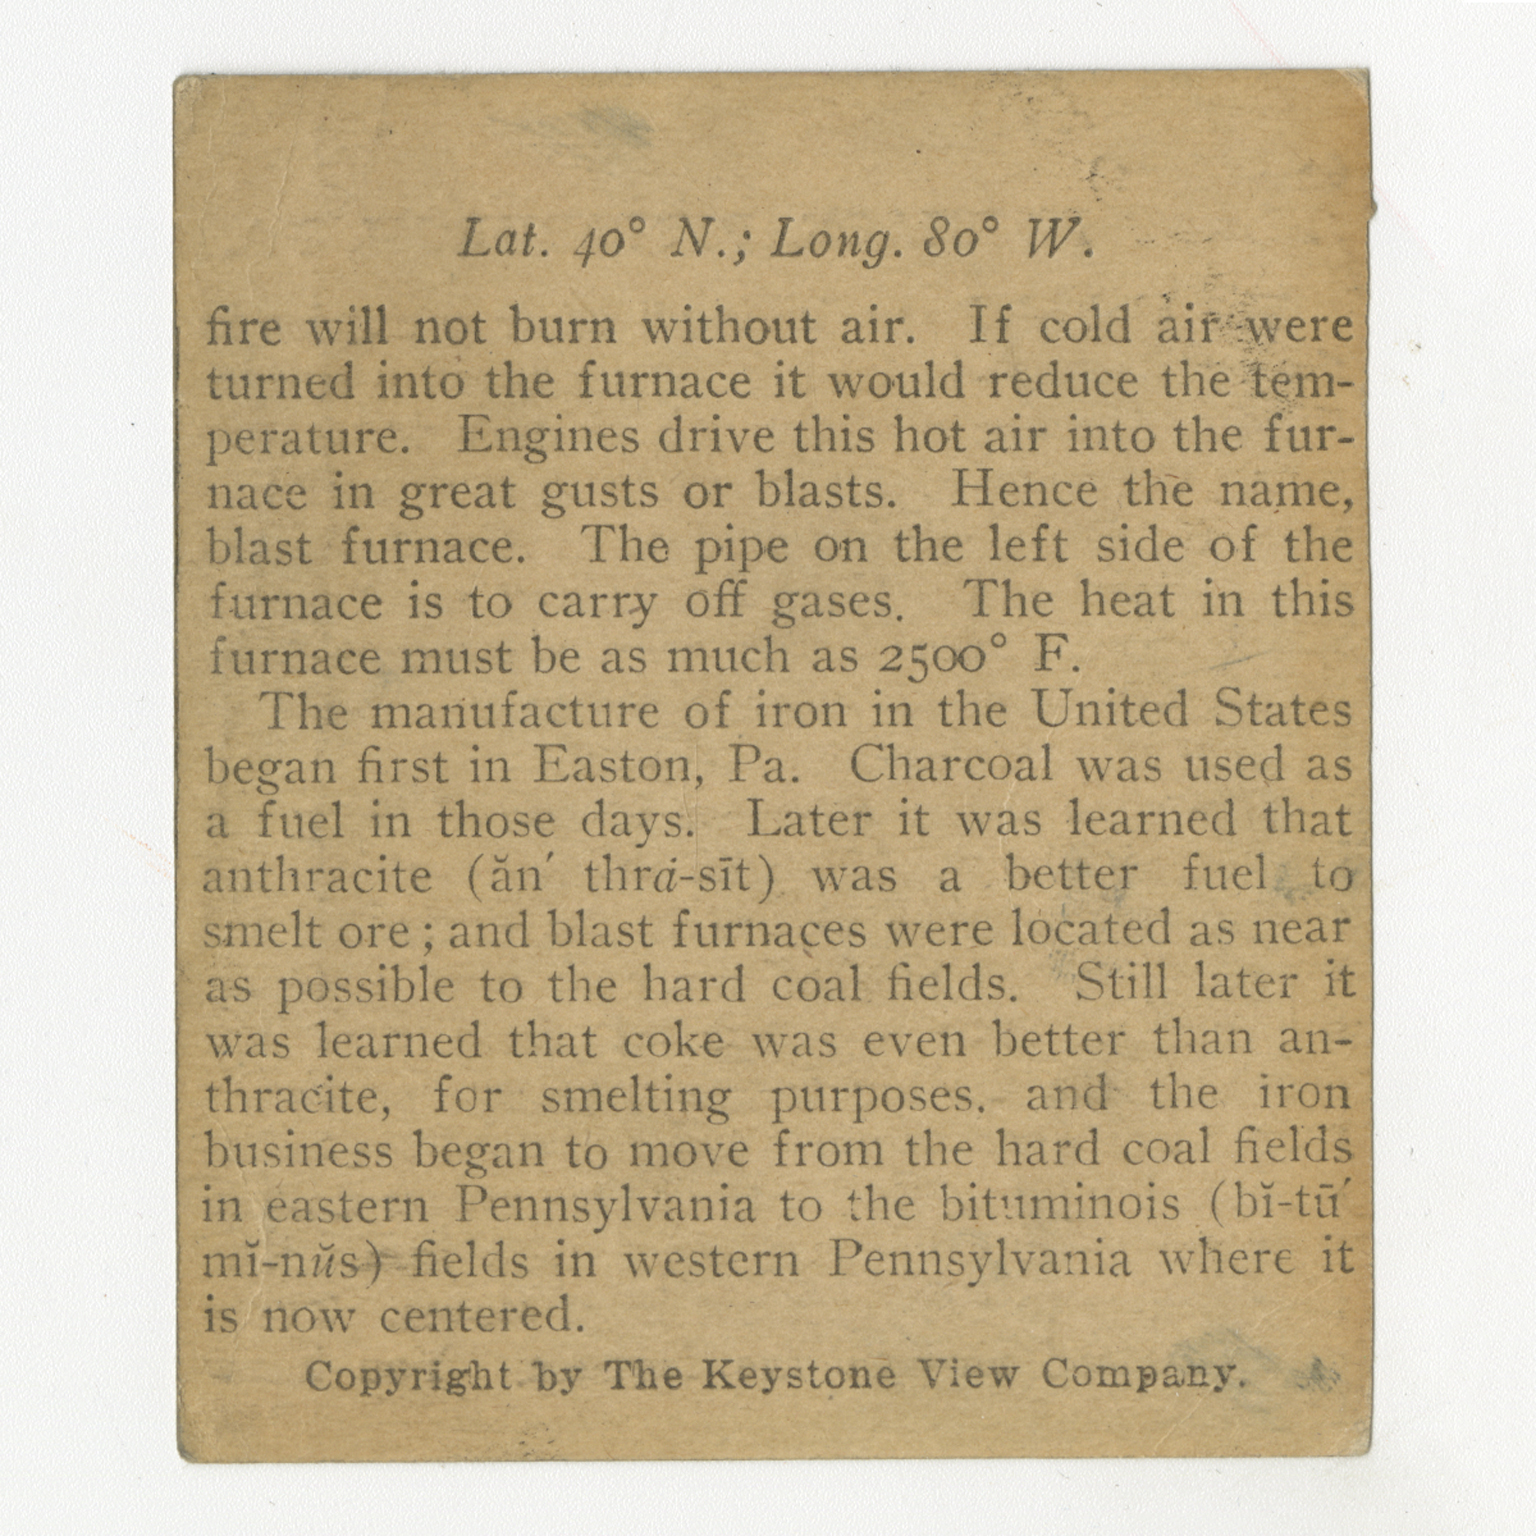 Lat. 40° N.; Long. 80° W.
fire will not burn without air. If cold air were
turned into the furnace it would reduce the tem-
perature. Engines drive this hot air into the fur-
nace in great gusts or blasts. Hence the name,
blast furnace. The pipe on the left side of the
furnace is to carry off gases. The heat in this
furnace must be as much as 2500° F.
The manufacture of iron in the United States
began first in Easton, Pa. Charcoal was used as
a fuel in those days. Later it was learned that
anthracite (ăn′ thrȧ-sīt) was a better fuel to
smelt ore; and blast furnaces were located as near
as possible to the hard coal fields. Still later it
was learned that coke was even better than an-
thracite, for smelting purposes. and the iron
business began to move from the hard coal fields
in eastern Pennsylvania to the bituminois (bĭ-tū′
mĭ-nŭs) fields in western Pennsylvania where it
is now centered.
Copyright by The Keystone View Company.